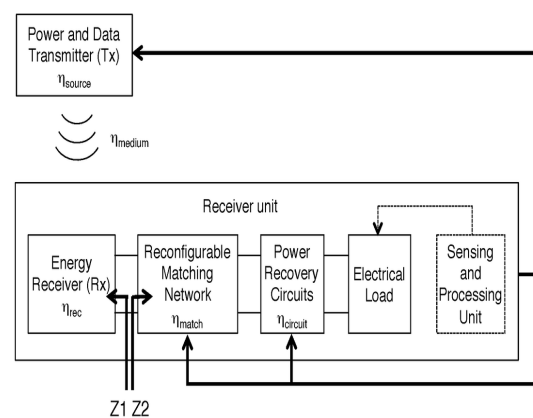 Power and Data
Transmitter (Tx)
ηsource
ηmedium
Receiver unit
Energy
Receiver (Rx)
ηrec
Reconfigurable
Matching
Network
ηmatch
Power
Recovery
Circuits
ηcircuit
Electrical
Load
Sensing
and
Processing
Unit
Z1 Z2